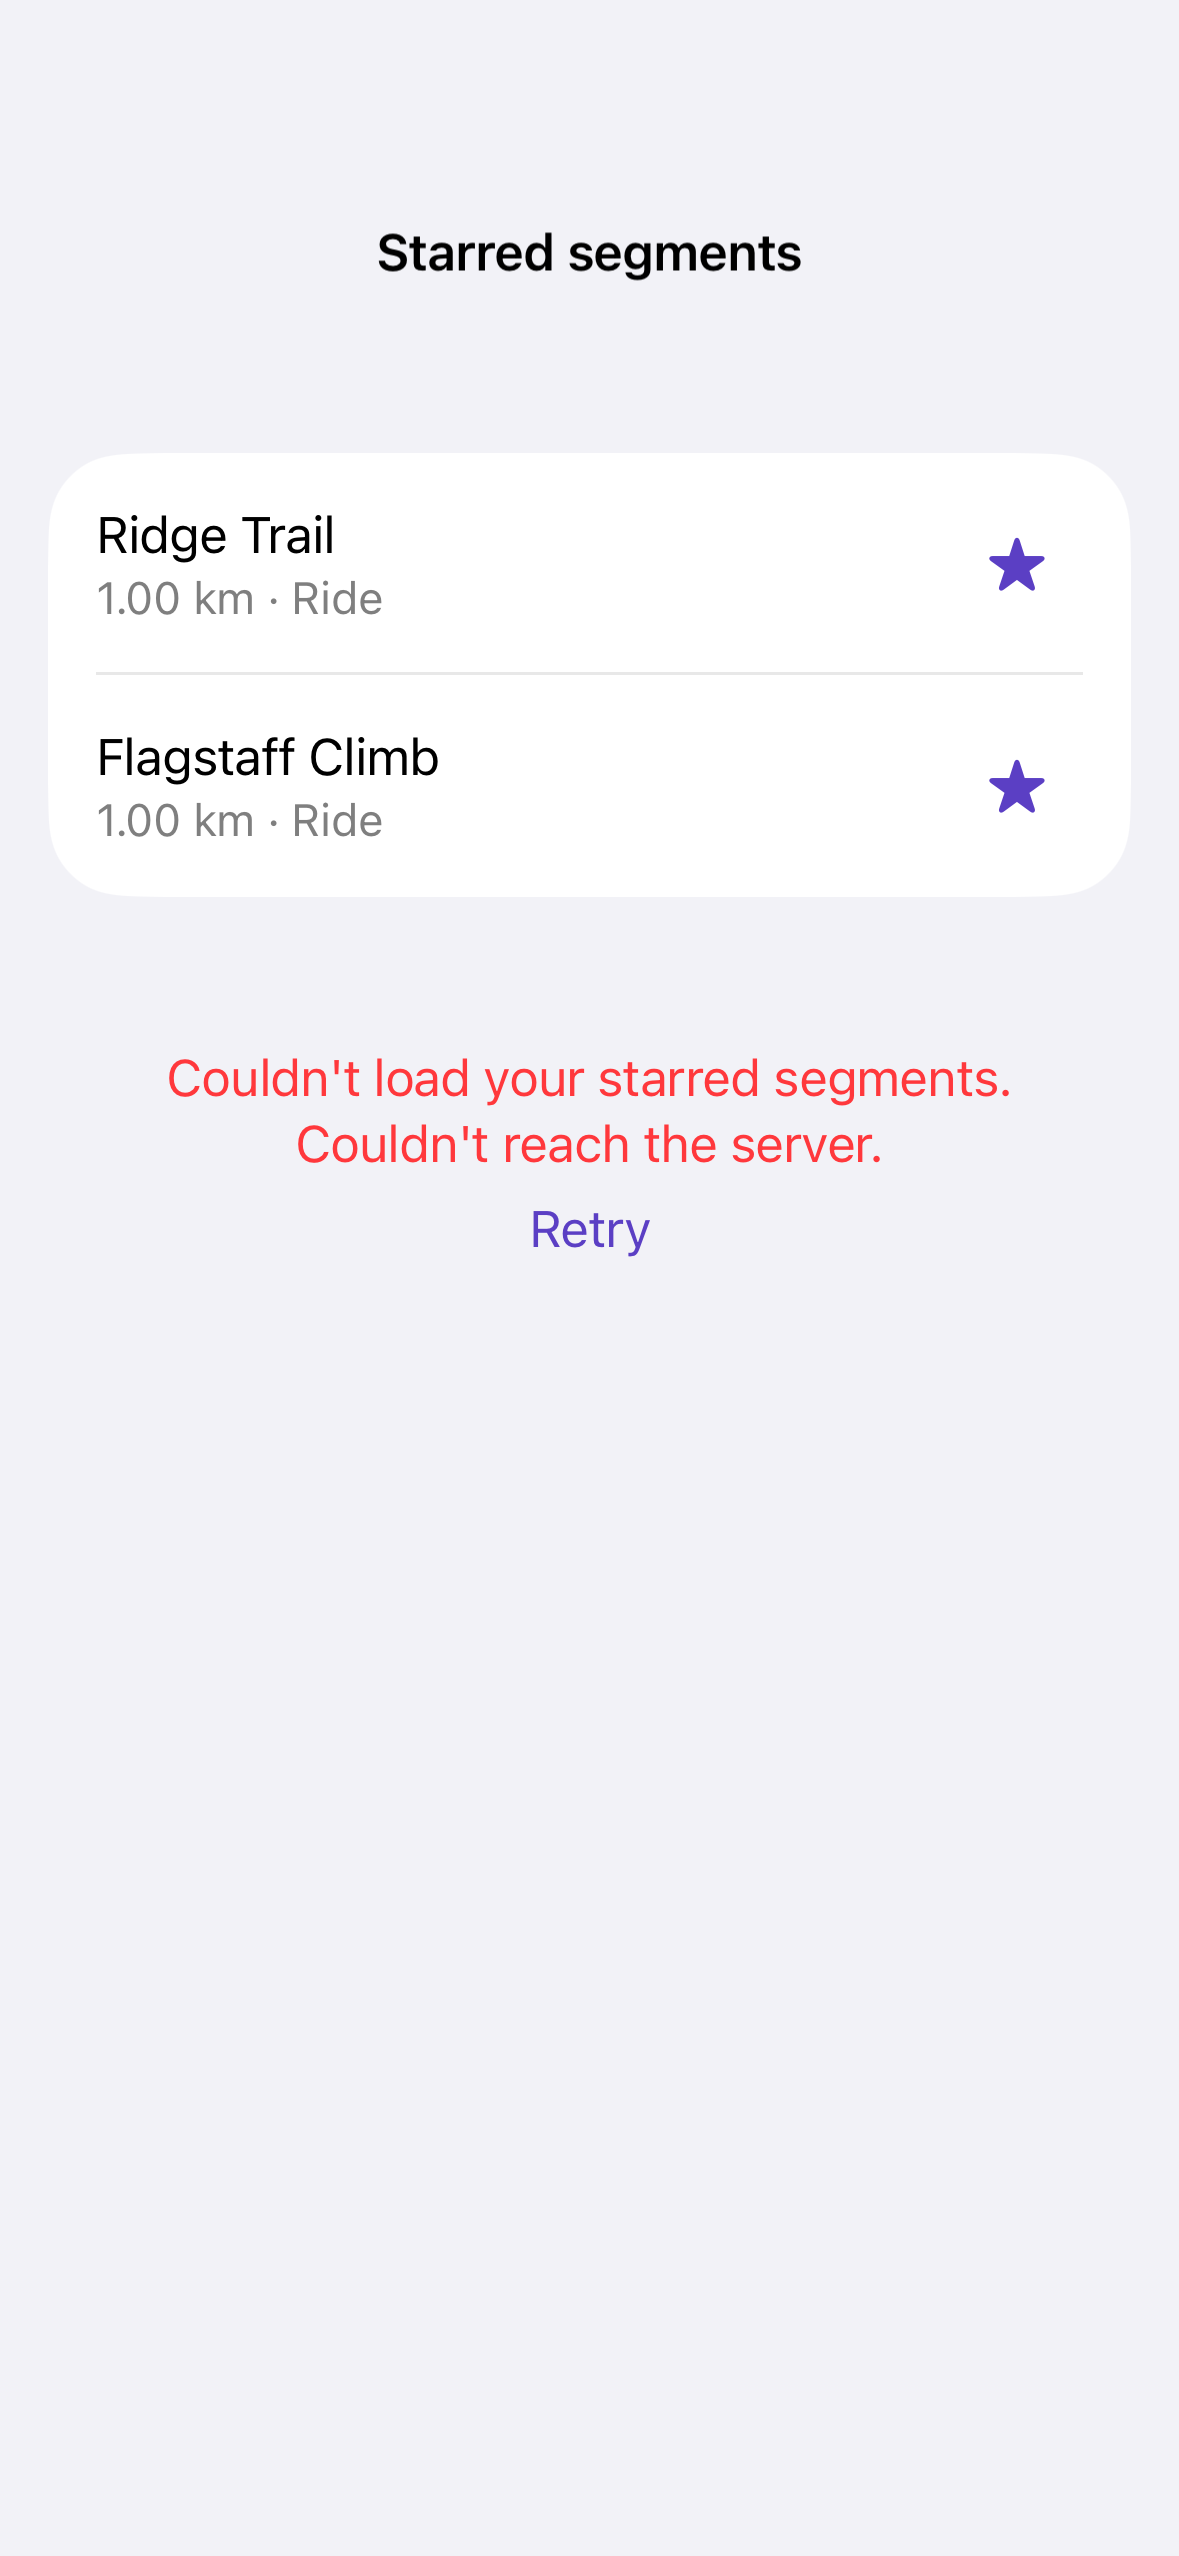 Starred segments
Ridge Trail
1.00 km · Ride
Flagstaff Climb
1.00 km · Ride
Couldn't load your starred segments.
Couldn't reach the server.
Retry